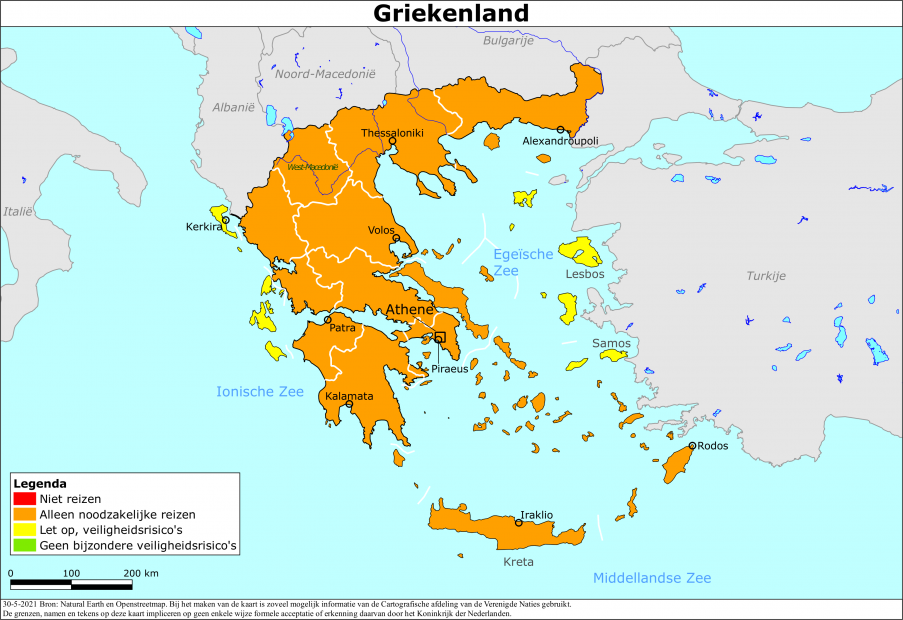 Griekenland
Bulgarije
Noord-Macedonië
Albanië
Thessaloniki
Alexandroupoli
West-Macedonië
Italië
Kerkira
Volos
Egeïsche
Zee
Lesbos
Turkije
Athene
Patra
Samos
Piraeus
Ionische Zee
Kalamata
Rodos
Legenda
Niet reizen
Alleen noodzakelijke reizen
Let op, veiligheidsrisico's
Geen bijzondere veiligheidsrisico's
Iraklio
Kreta
Middellandse Zee
0 100 200 km
30-5-2021 Bron: Natural Earth en Openstreetmap. Bij het maken van de kaart is zoveel mogelijk informatie van de Cartografische afdeling van de Verenigde Naties gebruikt.
De grenzen, namen en tekens op deze kaart impliceren op geen enkele wijze formele acceptatie of erkenning daarvan door het Koninkrijk der Nederlanden.